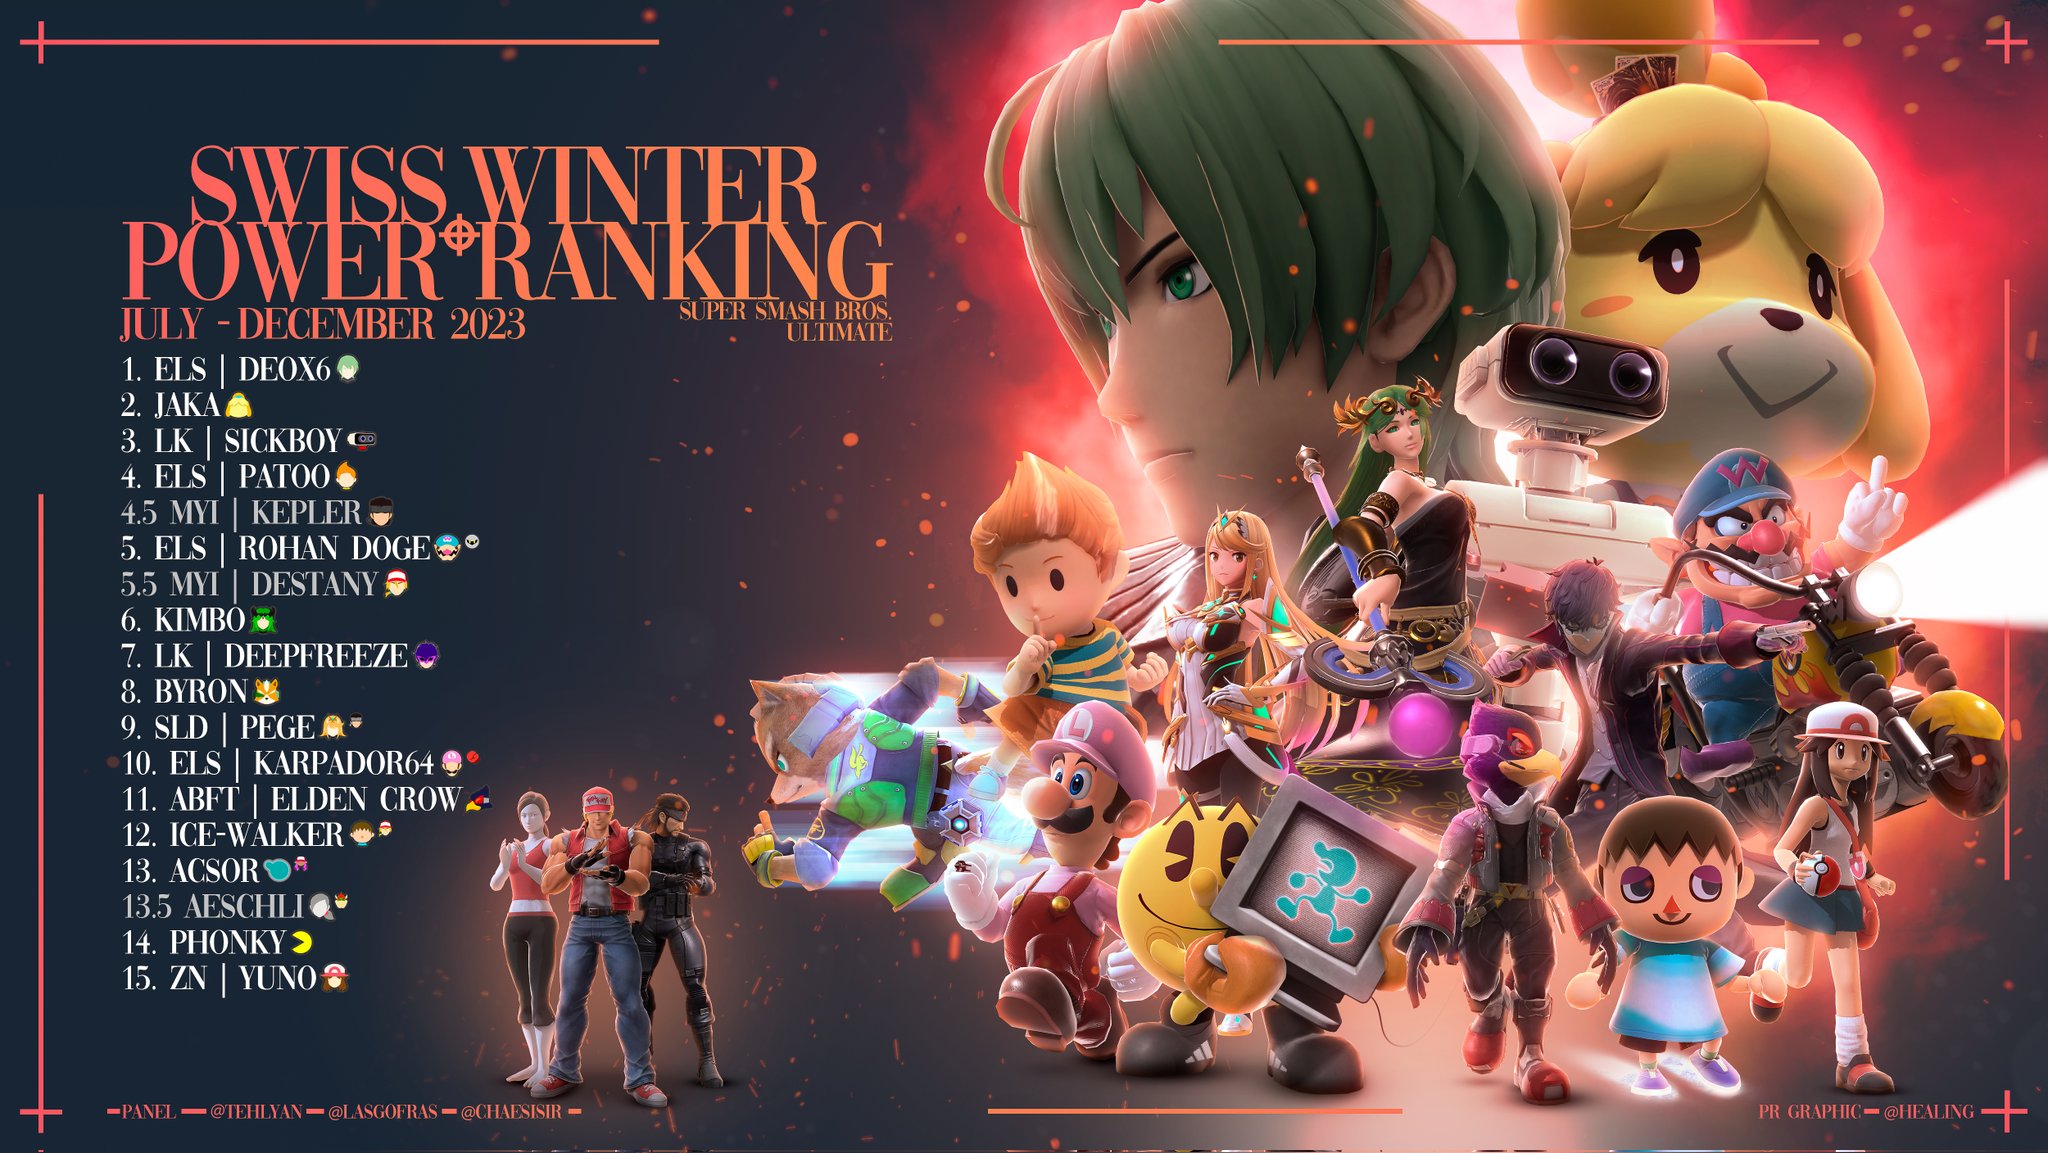 SWISS WINTER
POWER RANKING
SUPER SMASH BROS.
ULTIMATE
JULY - DECEMBER 2023
1. ELS | DEOX6
2. JAKA
3. LK | SICKBOY
4. ELS | PATOO
4.5 MYI | KEPLER
5. ELS | ROHAN DOGE
5.5 MYI | DESTANY
6. KIMBO
7. LK | DEEPFREEZE
8. BYRON
9. SLD | PEGE
10. ELS | KARPADOR64
11. ABFT | ELDEN CROW
12. ICE-WALKER
13. ACSOR
13.5 AESCHLI
14. PHONKY
15. ZN | YUNO
L
W
PANEL — @TEHLYAN — @LASGOFRAS — @CHAESISIR
PR GRAPHIC — @HEALING